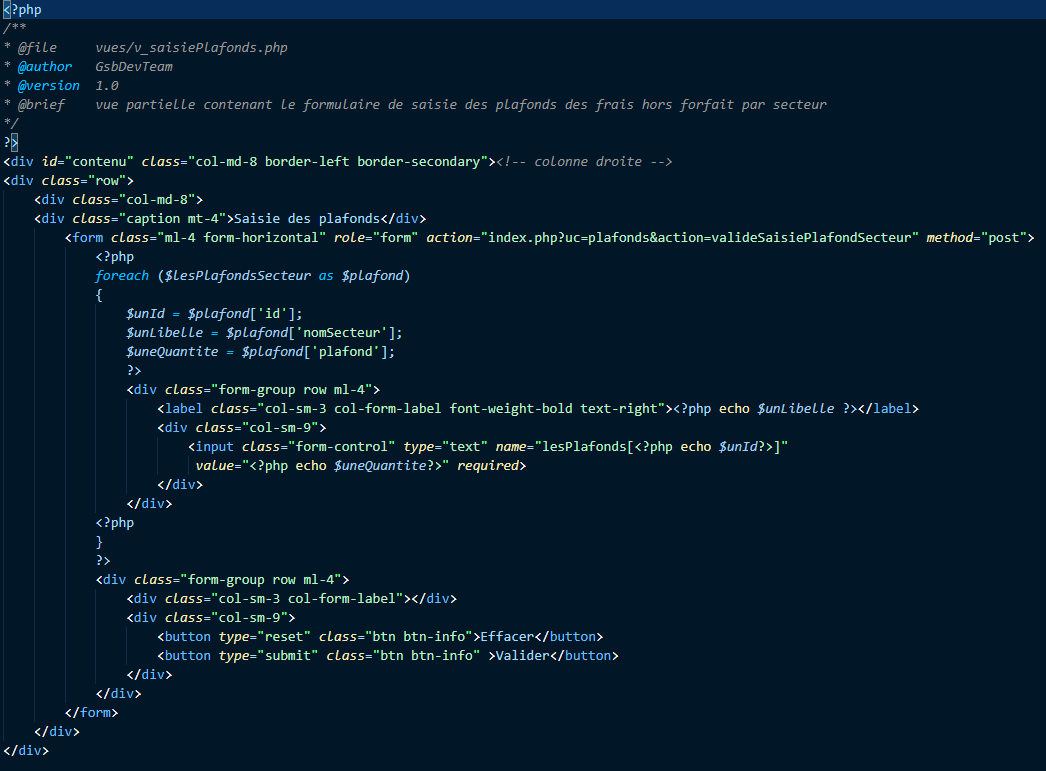 <?php
/**
* @file     vues/v_saisiePlafonds.php
* @author   GsbDevTeam
* @version  1.0
* @brief    vue partielle contenant le formulaire de saisie des plafonds des frais hors forfait par secteur
*/
?>
<div id="contenu" class="col-md-8 border-left border-secondary"><!-- colonne droite -->
<div class="row">
    <div class="col-md-8">
    <div class="caption mt-4">Saisie des plafonds</div>
        <form class="ml-4 form-horizontal" role="form" action="index.php?uc=plafonds&action=valideSaisiePlafondSecteur" method="post">
            <?php
            foreach ($lesPlafondsSecteur as $plafond)
            {
                $unId = $plafond['id'];
                $unLibelle = $plafond['nomSecteur'];
                $uneQuantite = $plafond['plafond'];
                ?>
                <div class="form-group row ml-4">
                    <label class="col-sm-3 col-form-label font-weight-bold text-right"><?php echo $unLibelle ?></label>
                    <div class="col-sm-9">
                        <input class="form-control" type="text" name="lesPlafonds[<?php echo $unId?>]"
                         value="<?php echo $uneQuantite?>" required>
                    </div>
                </div>
            <?php
            }
            ?>
            <div class="form-group row ml-4">
                <div class="col-sm-3 col-form-label"></div>
                <div class="col-sm-9">
                    <button type="reset" class="btn btn-info">Effacer</button>
                    <button type="submit" class="btn btn-info" >Valider</button>
                </div>
            </div>
        </form>
    </div>
</div>